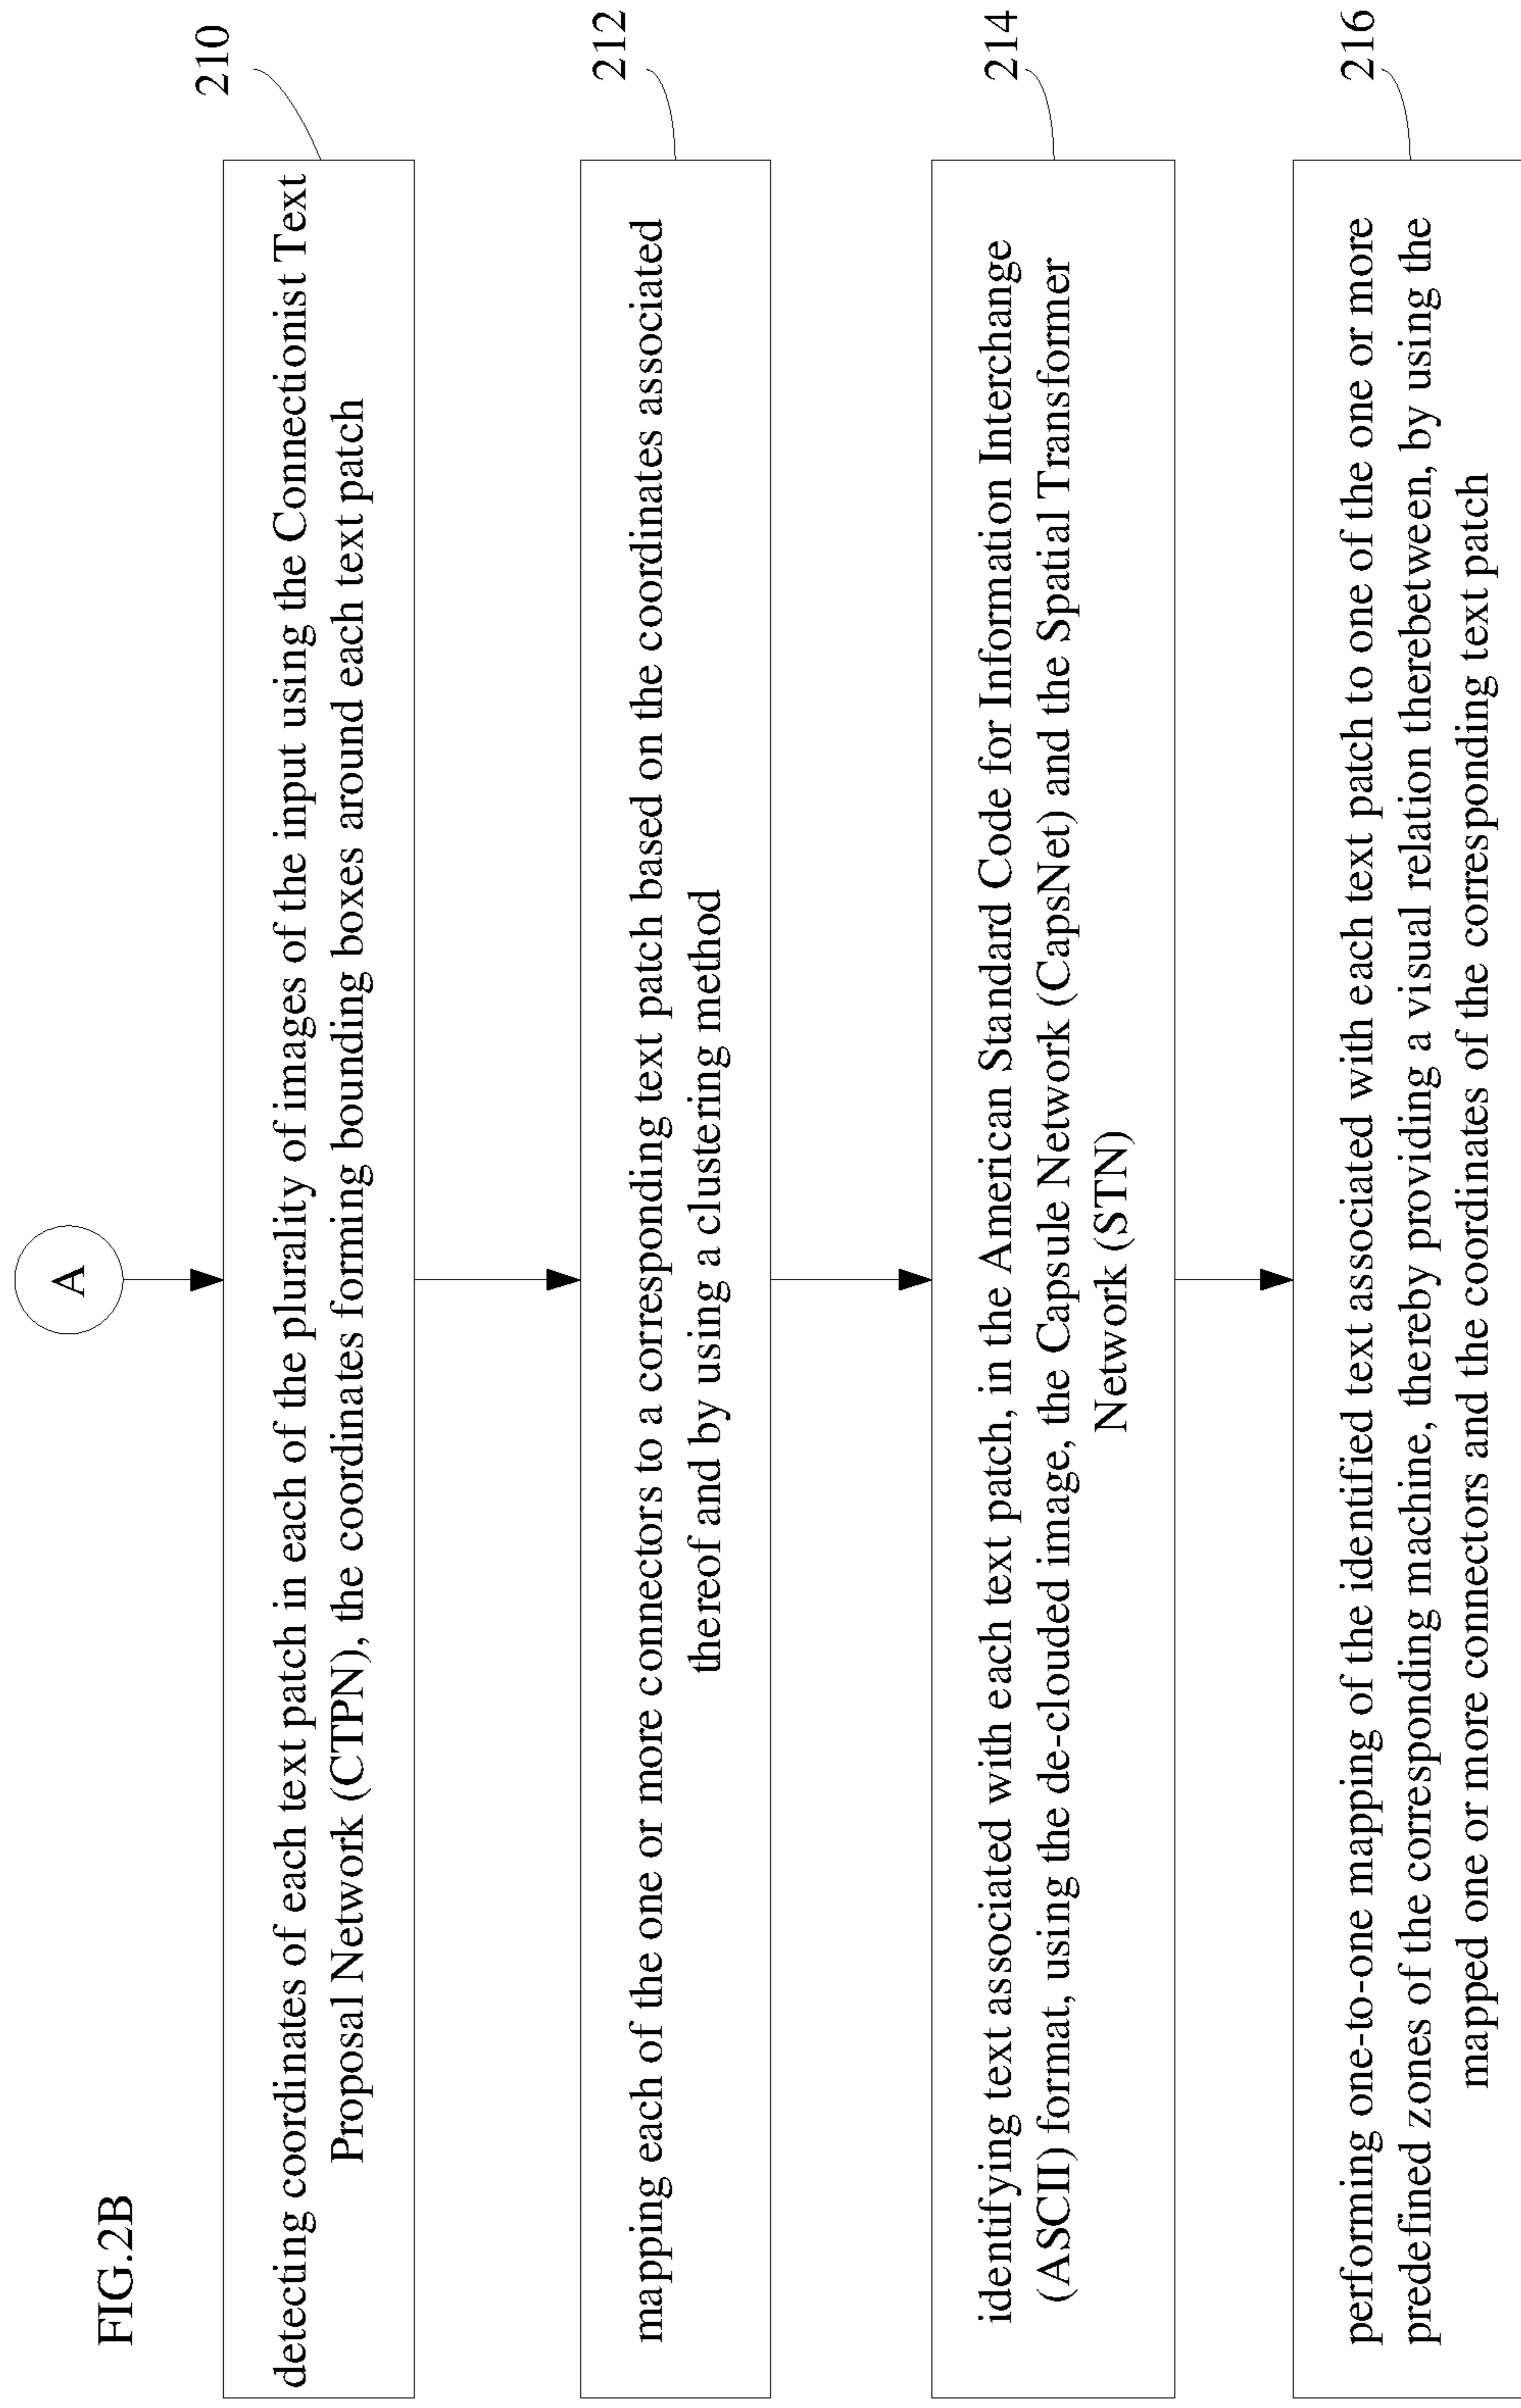 FIG.2B
A
210
detecting coordinates of each text patch in each of the plurality of images of the input using the Connectionist Text
Proposal Network (CTPN), the coordinates forming bounding boxes around each text patch
212
mapping each of the one or more connectors to a corresponding text patch based on the coordinates associated
thereof and by using a clustering method
214
identifying text associated with each text patch, in the American Standard Code for Information Interchange
(ASCII) format, using the de-clouded image, the Capsule Network (CapsNet) and the Spatial Transformer
Network (STN)
216
performing one-to-one mapping of the identified text associated with each text patch to one of the one or more
predefined zones of the corresponding machine, thereby providing a visual relation therebetween, by using the
mapped one or more connectors and the coordinates of the corresponding text patch